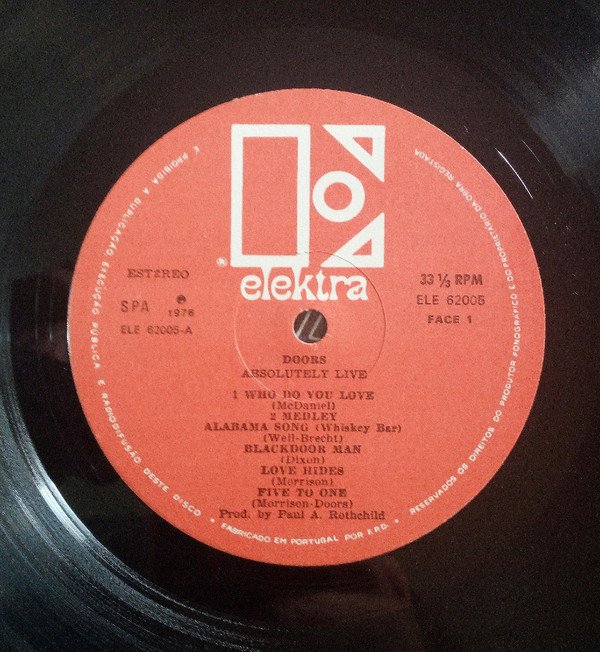 ®
elektra
ESTEREO
SPA ℗ 1976
ELE 62005-A
33 ⅓ RPM
ELE 62005
FACE 1
DOORS
ABSOLUTELY LIVE
1 WHO DO YOU LOVE
(McDaniel)
2 MEDLEY
ALABAMA SONG (Whiskey Bar)
(Well-Brecht)
BLACKDOOR MAN
(Dixon)
LOVE HIDES
(Morrison)
FIVE TO ONE
(Morrison-Doors)
Prod. by Paul A. Rothchild
É PROIBIDA A PUBLICAÇÃO, EXECUÇÃO PÚBLICA E RADIODIFUSÃO DESTE DISCO • FABRICADO EM PORTUGAL POR F.P.D. • RESERVADOS OS DIREITOS DO PRODUTOR FONOGRÁFICO E DO PROPRIETÁRIO DA OBRA REGISTADA